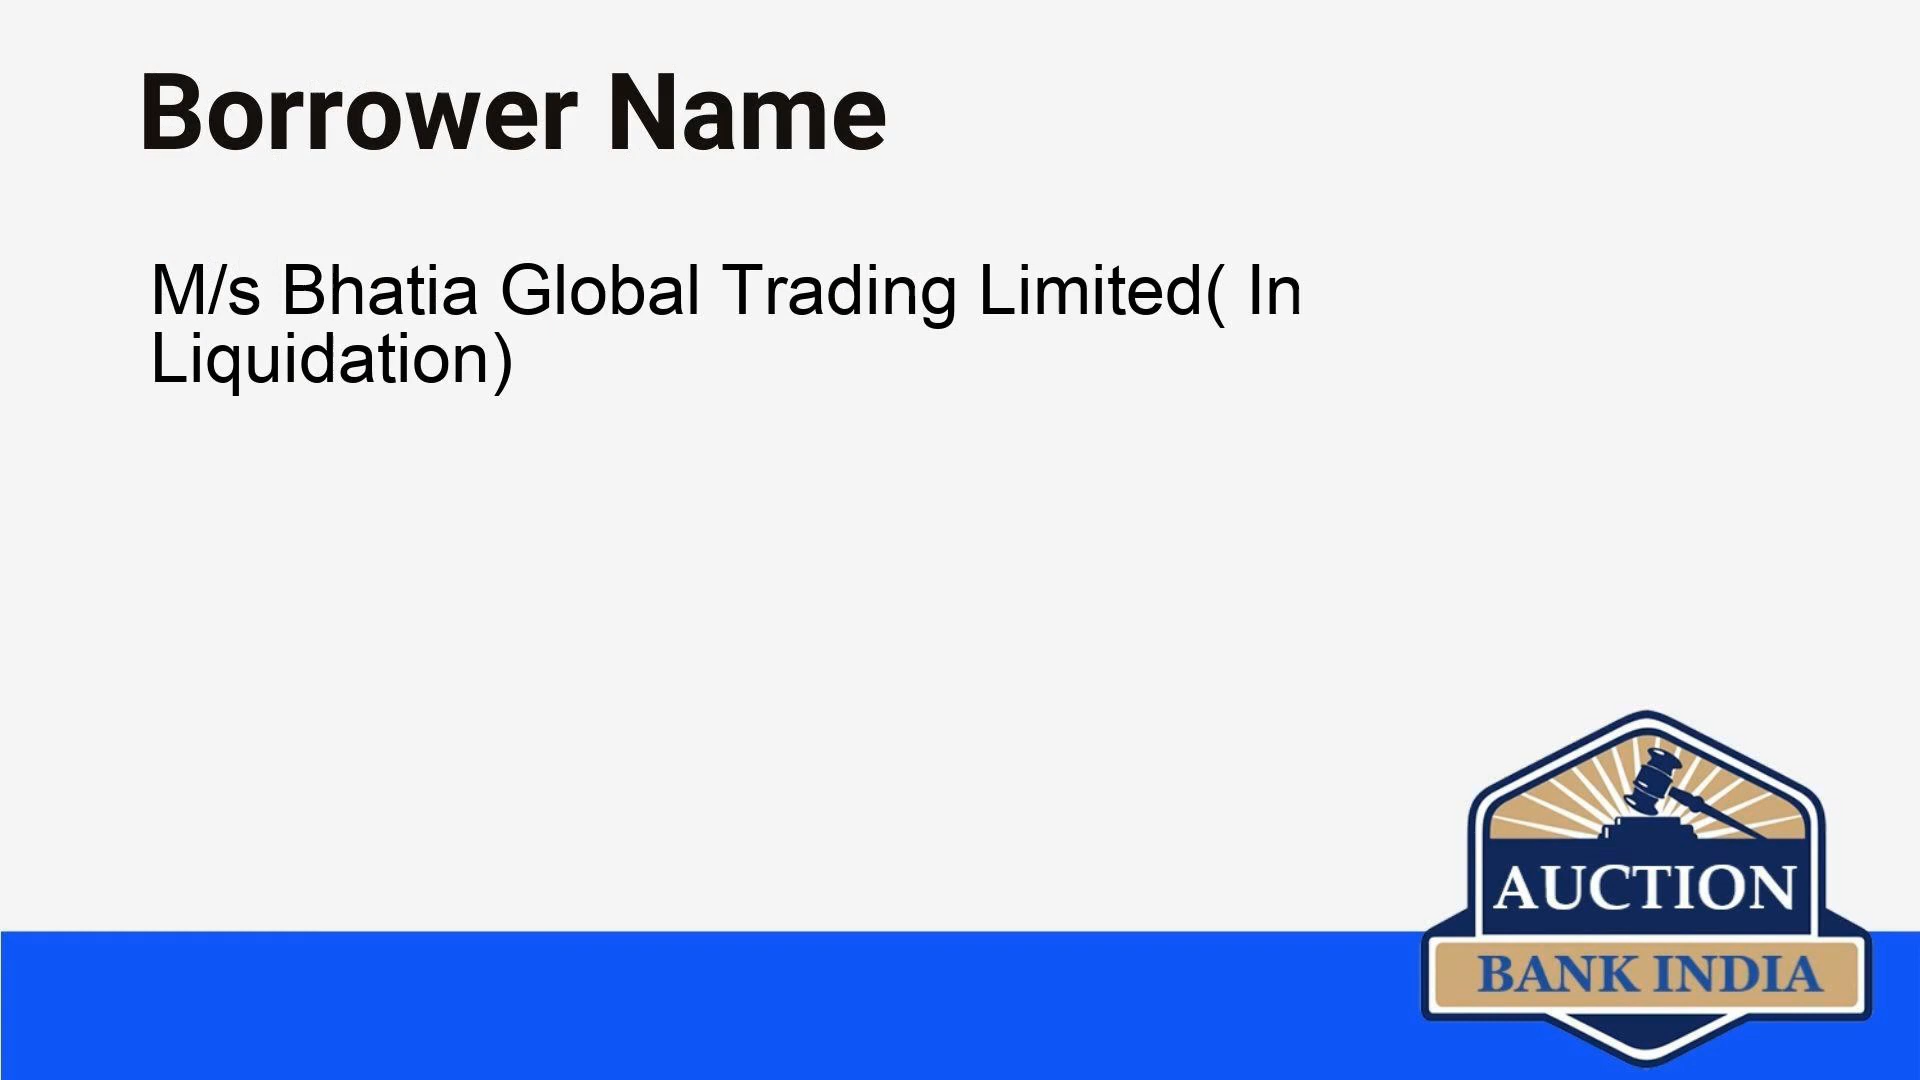 Borrower Name
M/s Bhatia Global Trading Limited( In
Liquidation)
AUCTION
BANK INDIA